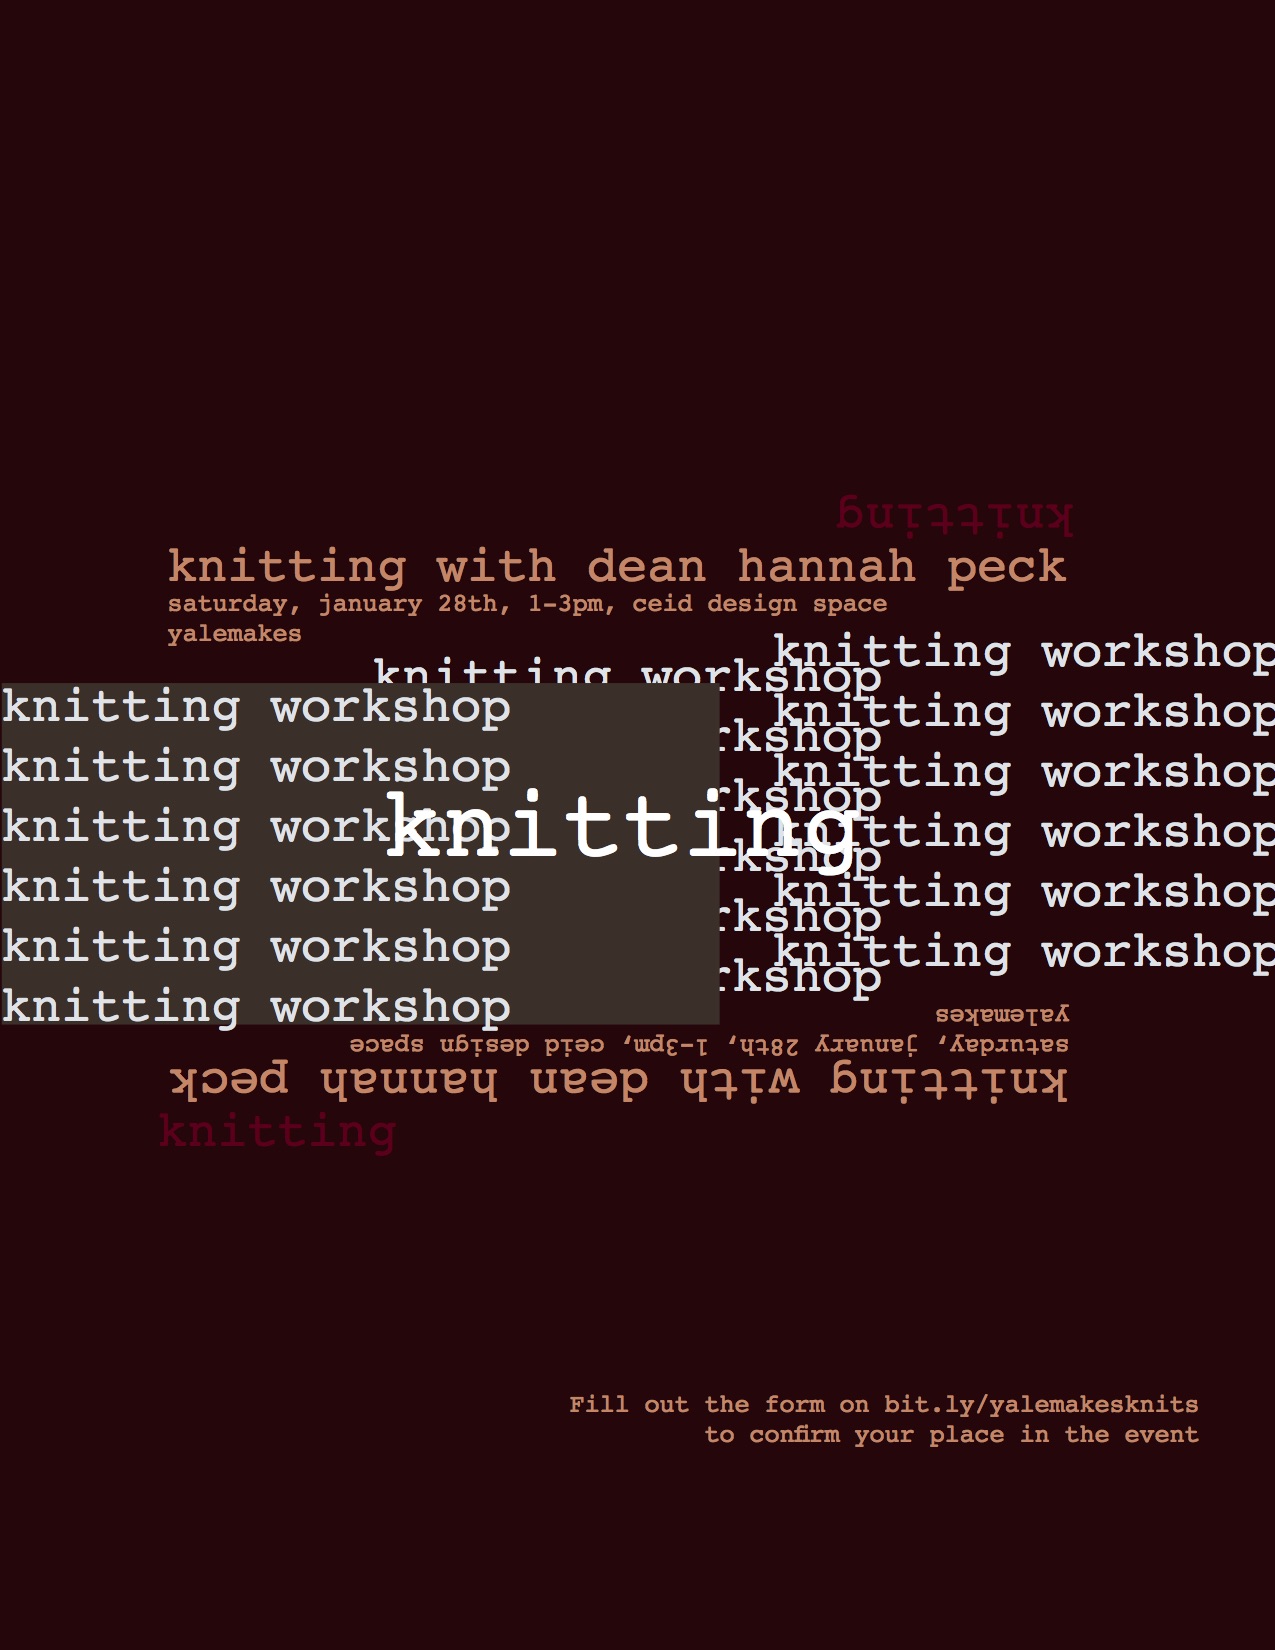 knitting
knitting with dean hannah peck
saturday, january 28th, 1-3pm, ceid design space
yalemakes
knitting workshop
knitting workshop
knitting workshop
knitting workshop
knitting workshop
knitting workshop
knitting workshop
rkshop
rkshop
rkshop
rkshop
rkshop
knitting workshop
knitting workshop
knitting workshop
knitting workshop
knitting workshop
knitting workshop
knitting
yalemakes
saturday, january 28th, 1-3pm, ceid design space
knitting with dean hannah peck
knitting
Fill out the form on bit.ly/yalemakesknits
to confirm your place in the event